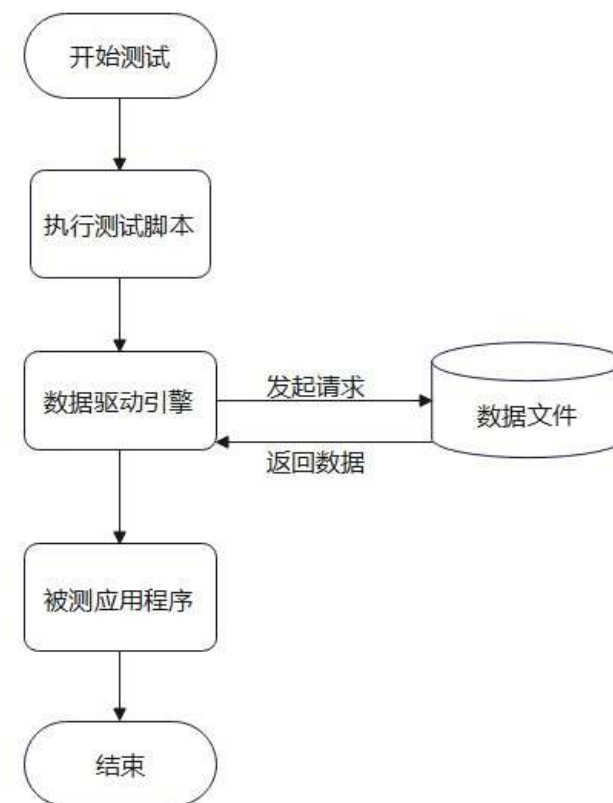 开始测试
执行测试脚本
数据驱动引擎
发起请求
数据文件
返回数据
被测应用程序
结束